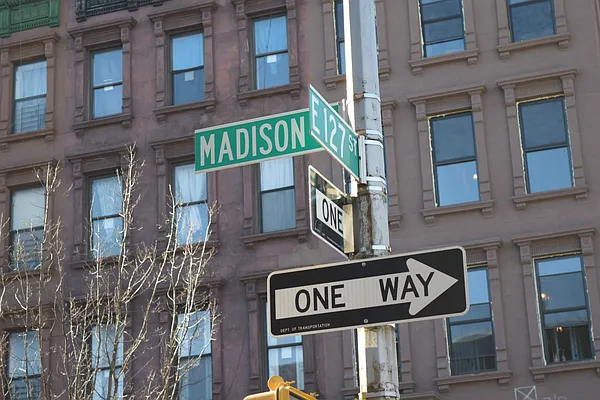 MADISON
E 127 ST
ONE
ONE WAY
DEPT OF TRANSPORTATION